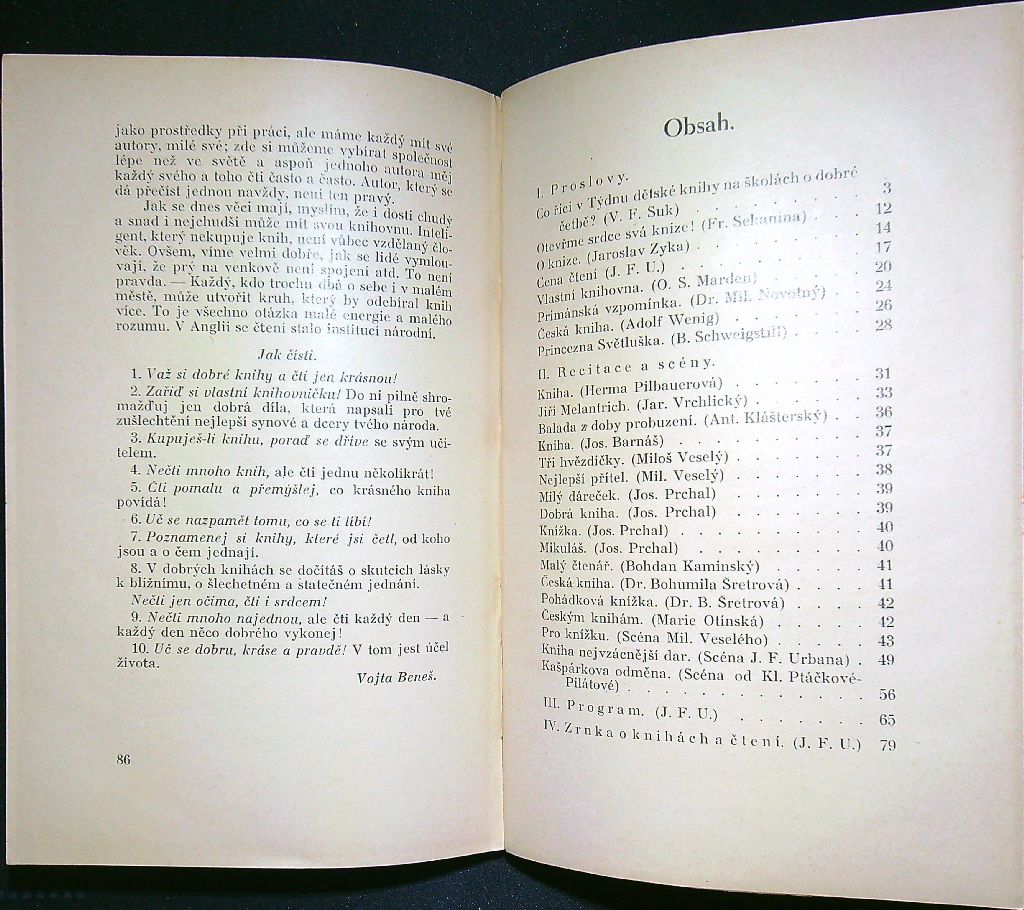 jako prostředky při práci, ale máme každý mít své
autory, milé své; zde si můžeme vybírat společnost
lépe než ve světě a aspoň jednoho autora měj
každý svého a toho čti často a často. Autor, který se
dá přečíst jednou navždy, není ten pravý.
Jak se dnes věci mají, myslím, že i dosti chudý
a snad i nejchudší může mít svou knihovnu. Inteli-
gent, který nekupuje knih, není vůbec vzdělaný člo-
věk. Ovšem, víme velmi dobře, jak se lidé vymlou-
vají, že prý na venkově není spojení atd. To není
pravda. — Každý, kdo trochu dbá o sebe i v malém
městě, může utvořit kruh, který by odebíral knih
více. To je všechno otázka malé energie a malého
rozumu. V Anglii se čtení stalo institucí národní.
Jak čísti.
1. Važ si dobré knihy a čti jen krásnou!
2. Zařiď si vlastní knihovničku! Do ní pilně shro-
mažďuj jen dobrá díla, která napsali pro tvé
zušlechtění nejlepší synové a dcery tvého národa.
3. Kupuješ-li knihu, poraď se dříve se svým uči-
telem.
4. Nečti mnoho knih, ale čti jednu několikrát!
5. Čti pomalu a přemýšlej, co krásného kniha
povídá!
6. Uč se nazpamět tomu, co se ti líbí!
7. Poznamenej si knihy, které jsi četl, od koho
jsou a o čem jednají.
8. V dobrých knihách se dočítáš o skutcích lásky
k bližnímu, o šlechetném a statečném jednání.
Nečti jen očima, čti i srdcem!
9. Nečti mnoho najednou, ale čti každý den — a
každý den něco dobrého vykonej!
10. Uč se dobru, kráse a pravdě! V tom jest účel
života.
Vojta Beneš.
86
Obsah.
I. Proslovy.
Co říci v Týdnu dětské knihy na školách o dobré
četbě? (V. F. Suk) . . . . . . . 3
Otevřme srdce svá knize! (Fr. Sekanina) . . . 12
O knize. (Jaroslav Zyka) . . . . . . . 14
Cena čtení (J. F. U.) . . . . . . . . 17
Vlastní knihovna. (O. S. Marden) . . . . . 20
Primánská vzpomínka. (Dr. Mil. Novotný) . . 24
Česká kniha. (Adolf Wenig) . . . . . . 26
Princezna Světluška. (B. Schweigstill) . . . . 28
II. Recitace a scény.
Kniha. (Herma Pilbauerová) . . . . . . 31
Jiří Melantrich. (Jar. Vrchlický) . . . . . 33
Balada z doby probuzení. (Ant. Klášterský) . . 36
Kniha. (Jos. Barnáš) . . . . . . . . 37
Tři hvězdičky. (Miloš Veselý) . . . . . . 37
Nejlepší přítel. (Mil. Veselý) . . . . . . 38
Milý dáreček. (Jos. Prchal) . . . . . . . 39
Dobrá kniha. (Jos. Prchal) . . . . . . . 39
Knížka. (Jos. Prchal) . . . . . . . . 40
Mikuláš. (Jos. Prchal) . . . . . . . . 40
Malý čtenář. (Bohdan Kaminský) . . . . . 41
Česká kniha. (Dr. Bohumila Sretrová) . . . . 41
Pohádková knížka. (Dr. B. Šretrová) . . . . 42
Českým knihám. (Marie Otínská) . . . . . 42
Pro knížku. (Scéna Mil. Veselého) . . . . . 43
Kniha nejvzácnější dar. (Scéna J. F. Urbana) . 49
Kašpárkova odměna. (Scéna od Kl. Ptáčkové-
Pilátové) . . . . . . . . . . . . 56
III. Program. (J. F. U.) . . . . . . . 65
IV. Zrnka o knihách a čtení. (J. F. U.) 79